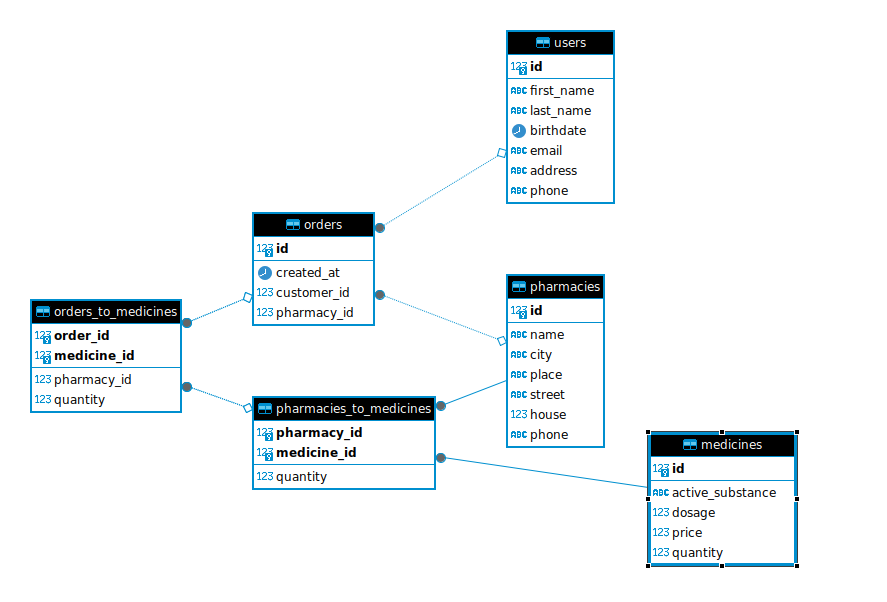 users
123 id
ABC first_name
ABC last_name
birthdate
ABC email
ABC address
ABC phone
orders
123 id
created_at
123 customer_id
123 pharmacy_id
pharmacies
123 id
ABC name
ABC city
ABC place
ABC street
123 house
ABC phone
orders_to_medicines
123 order_id
123 medicine_id
123 pharmacy_id
123 quantity
pharmacies_to_medicines
123 pharmacy_id
123 medicine_id
123 quantity
medicines
123 id
ABC active_substance
123 dosage
123 price
123 quantity